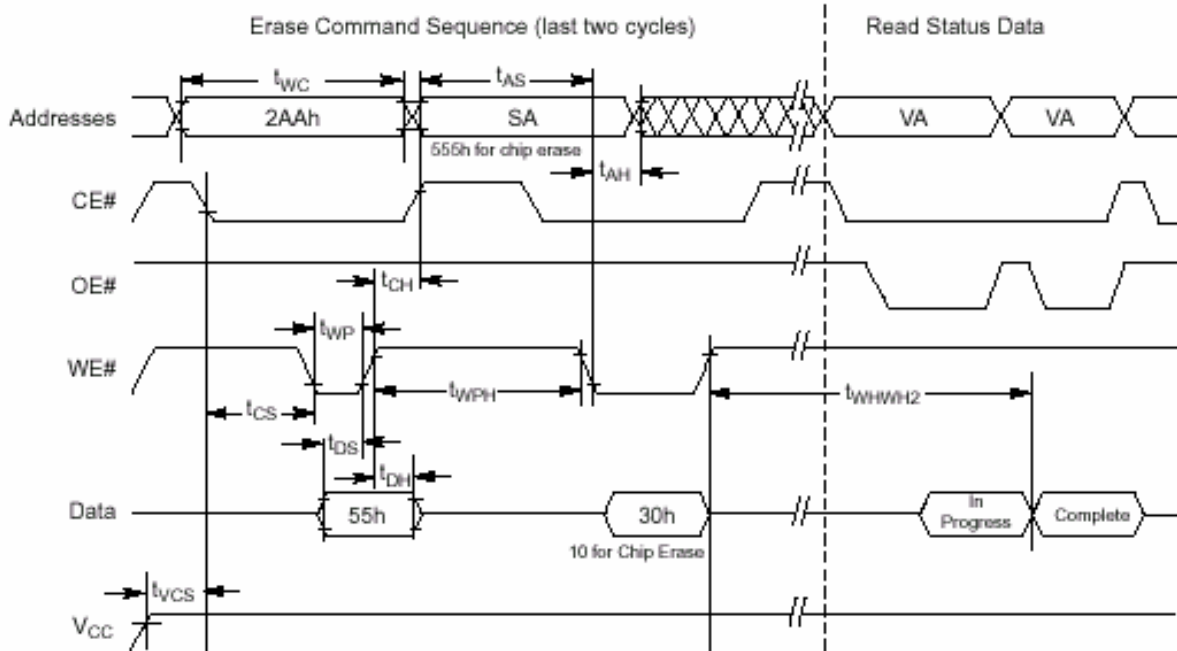 Erase Command Sequence (last two cycles)
Read Status Data
tWC
tAS
Addresses
2AAh
SA
VA
VA
555h for chip erase
tAH
CE#
tCH
OE#
tWP
WE#
tWPH
tWHWH2
tCS
tDS
tDH
Data
55h
30h
In
Progress
Complete
10 for Chip Erase
tVCS
VCC